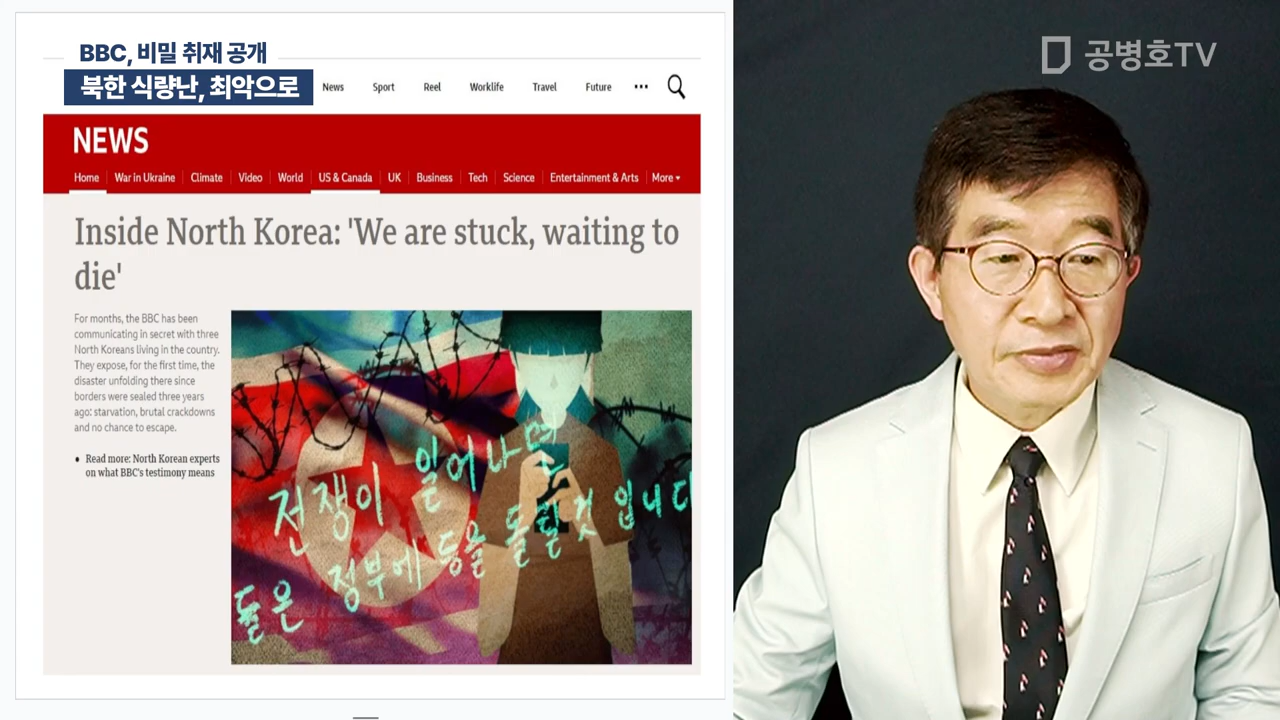 BBC, 비밀 취재 공개
북한 식량난, 최악으로
공병호TV
News Sport Reel Worklife Travel Future ...
NEWS
Home War in Ukraine Climate Video World US & Canada UK Business Tech Science Entertainment & Arts More
Inside North Korea: 'We are stuck, waiting to
die'
For months, the BBC has been
communicating in secret with three
North Koreans living in the country.
They expose, for the first time, the
disaster unfolding there since
borders were sealed three years
ago: starvation, brutal crackdowns
and no chance to escape.
• Read more: North Korean experts
on what BBC's testimony means
전쟁이 일어나면
들은 정부에 등을 돌릴것 입니다